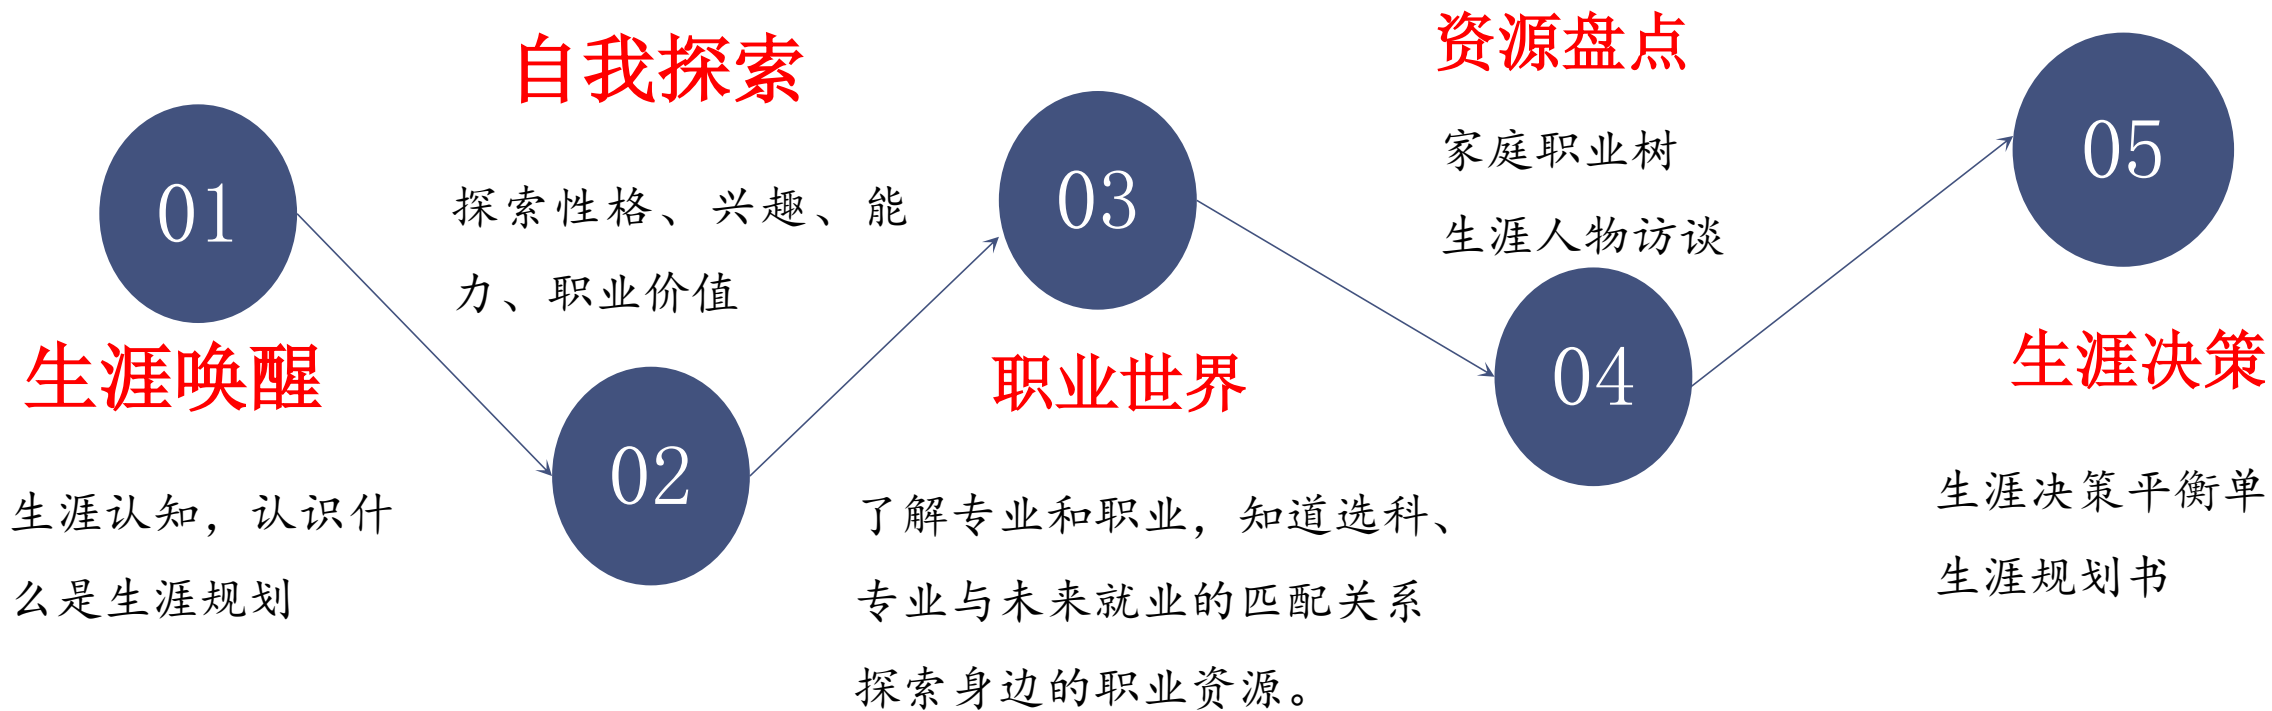 01
生涯唤醒
生涯认知，认识什
么是生涯规划
自我探索
探索性格、兴趣、能
力、职业价值
02
03
职业世界
了解专业和职业，知道选科、
专业与未来就业的匹配关系
探索身边的职业资源。
资源盘点
家庭职业树
生涯人物访谈
04
05
生涯决策
生涯决策平衡单
生涯规划书